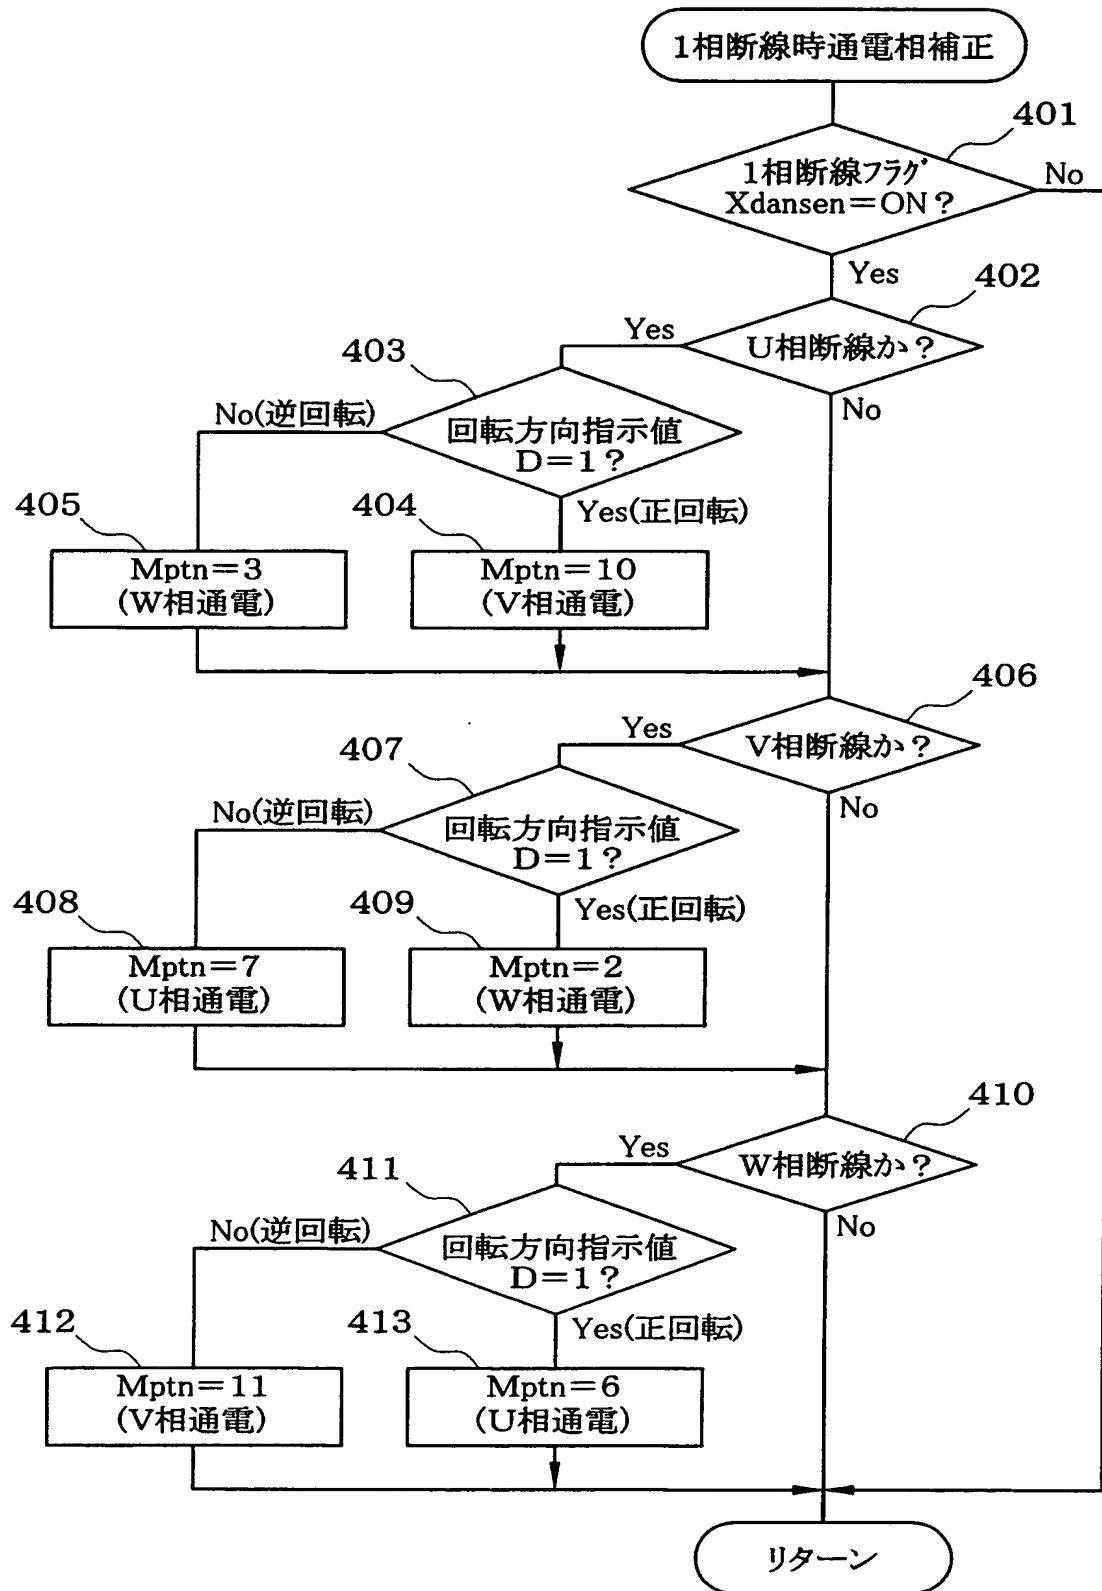 1相断線時通電相補正
401
1相断線フラグ
Xdansen=ON?
No
Yes
402
U相断線か?
Yes
No
403
回転方向指示値
D=1?
No(逆回転)
Yes(正回転)
405
Mptn=3
(W相通電)
404
Mptn=10
(V相通電)
406
V相断線か?
Yes
No
407
回転方向指示値
D=1?
No(逆回転)
Yes(正回転)
408
Mptn=7
(U相通電)
409
Mptn=2
(W相通電)
410
W相断線か?
Yes
No
411
回転方向指示値
D=1?
No(逆回転)
Yes(正回転)
412
Mptn=11
(V相通電)
413
Mptn=6
(U相通電)
リターン